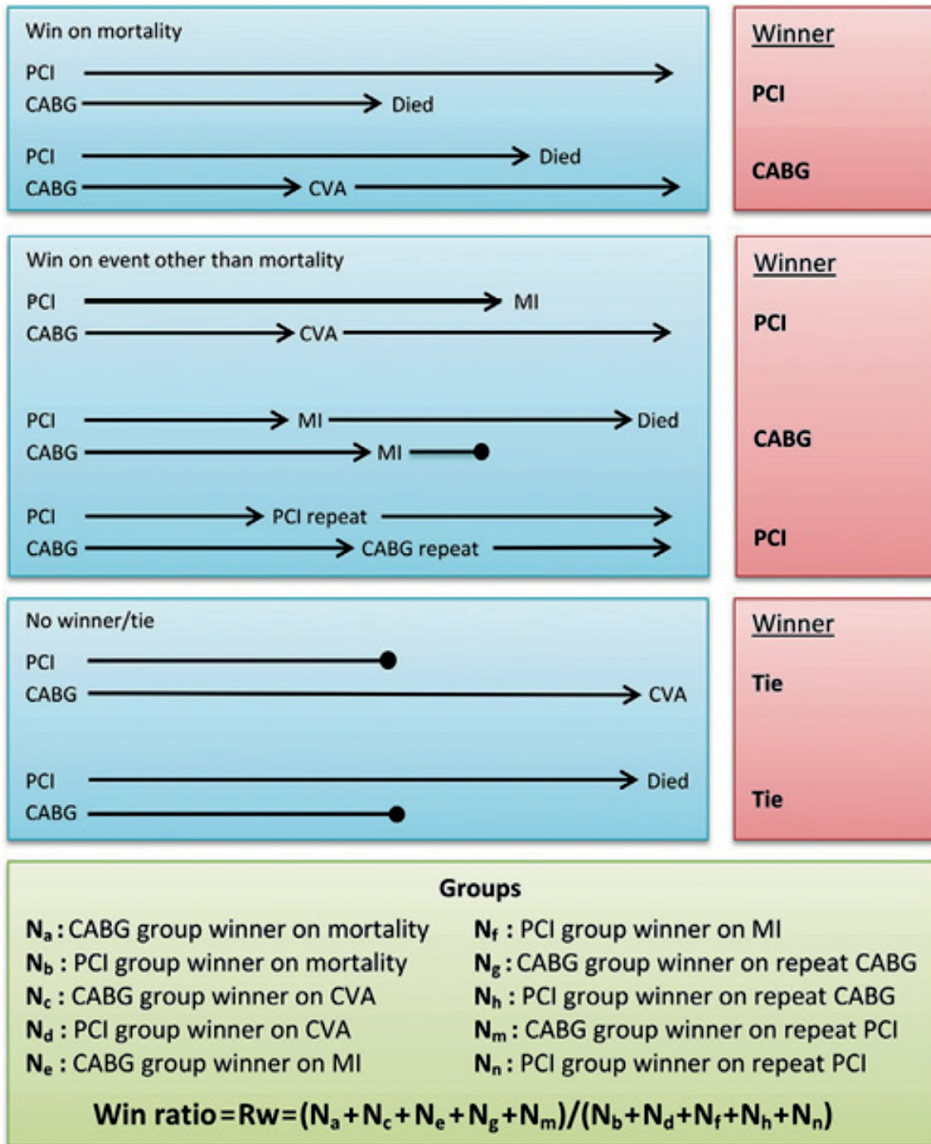 Win on mortality
Winner
PCI
CABG Died
PCI
PCI Died
CABG CVA
CABG
Win on event other than mortality
Winner
PCI MI
CABG CVA
PCI
PCI MI Died
CABG MI
CABG
PCI PCI repeat
CABG CABG repeat
PCI
No winner/tie
Winner
PCI
CABG CVA
Tie
PCI Died
CABG
Tie
Groups
Na : CABG group winner on mortality
Nb : PCI group winner on mortality
Nc : CABG group winner on CVA
Nd : PCI group winner on CVA
Ne : CABG group winner on MI
Nf : PCI group winner on MI
Ng : CABG group winner on repeat CABG
Nh : PCI group winner on repeat CABG
Nm : CABG group winner on repeat PCI
Nn : PCI group winner on repeat PCI
Win ratio=Rw=(Na+Nc+Ne+Ng+Nm)/(Nb+Nd+Nf+Nh+Nn)